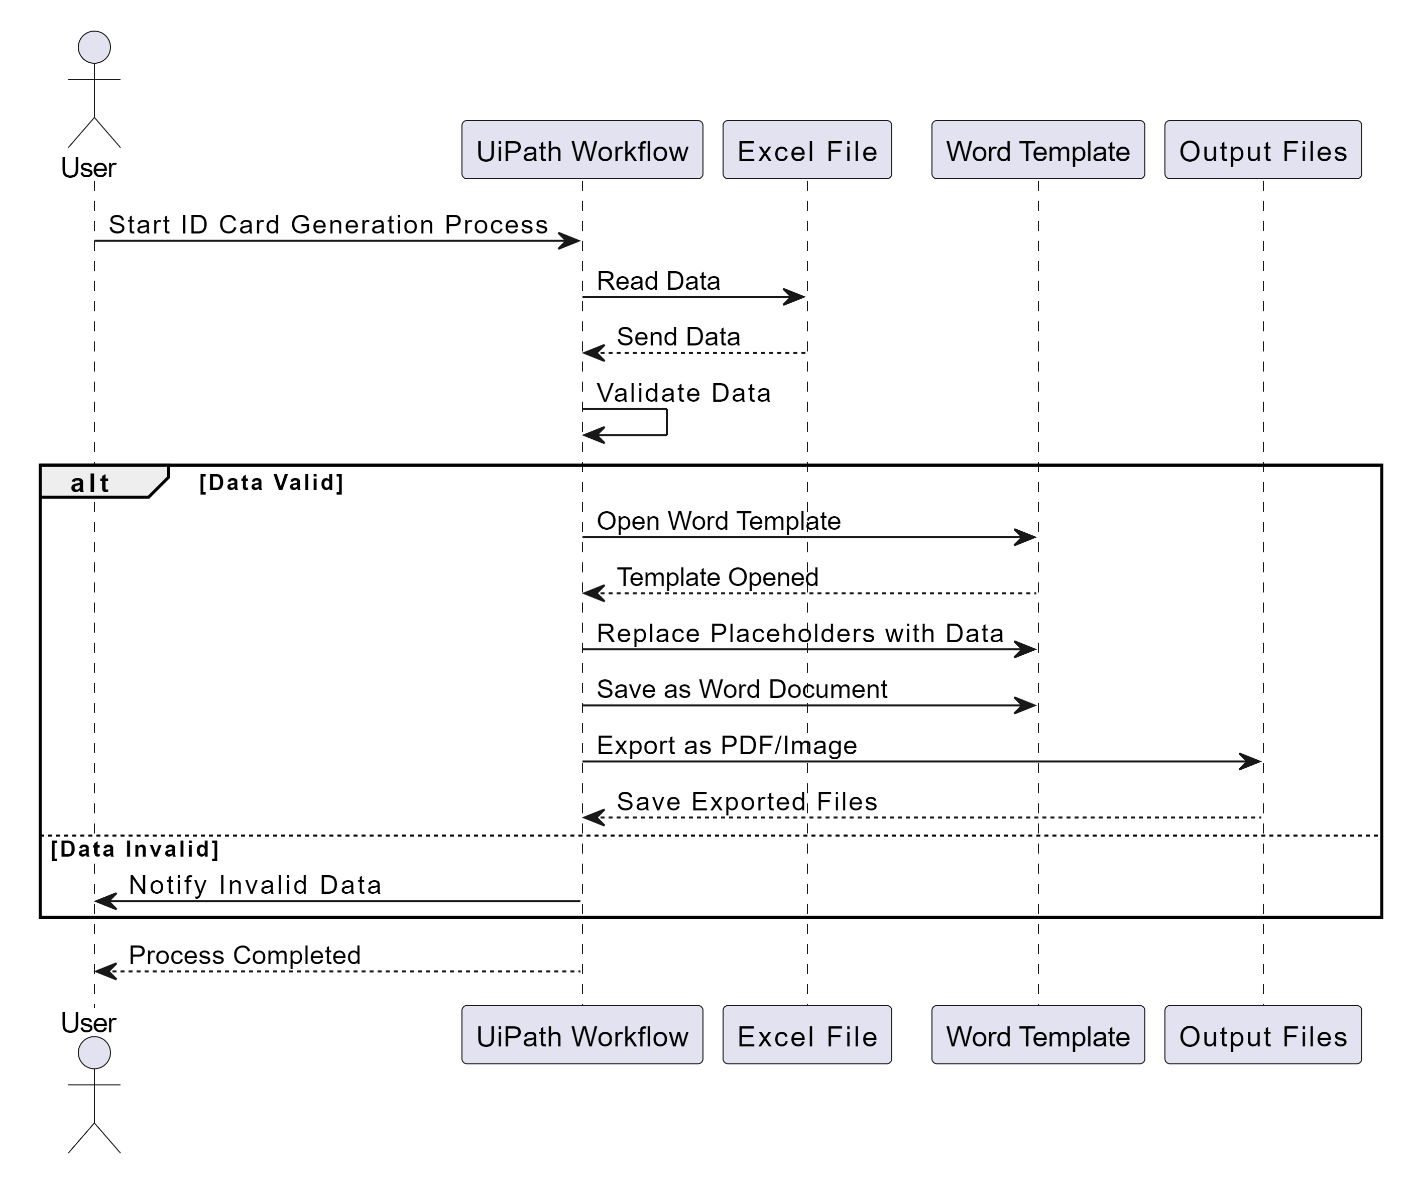 User
UiPath Workflow
Excel File
Word Template
Output Files
Start ID Card Generation Process
Read Data
Send Data
Validate Data
alt
[Data Valid]
Open Word Template
Template Opened
Replace Placeholders with Data
Save as Word Document
Export as PDF/Image
Save Exported Files
[Data Invalid]
Notify Invalid Data
Process Completed
User
UiPath Workflow
Excel File
Word Template
Output Files